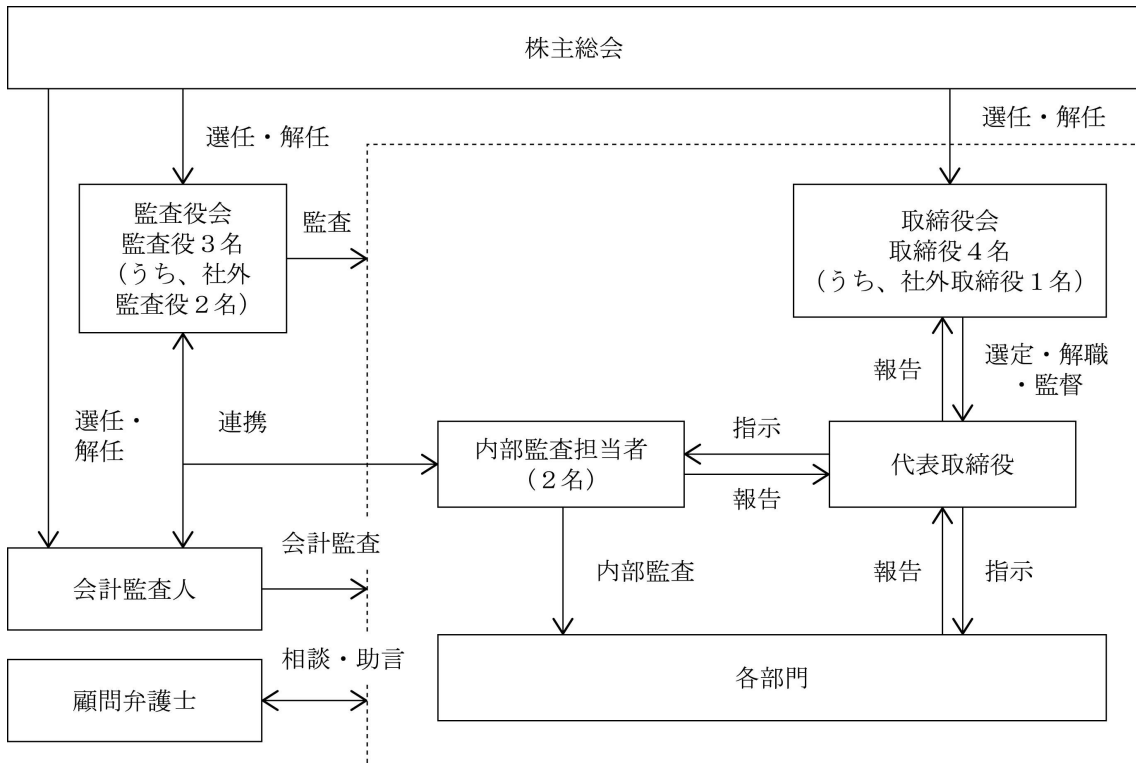 株主総会
選任・解任
選任・解任
監査役会
監査役３名
（うち、社外
監査役２名）
監査
取締役会
取締役４名
（うち、社外取締役１名）
報告
選定・解職
・監督
選任・
解任
連携
内部監査担当者
（２名）
指示
報告
代表取締役
会計監査人
会計監査
内部監査
報告
指示
顧問弁護士
相談・助言
各部門